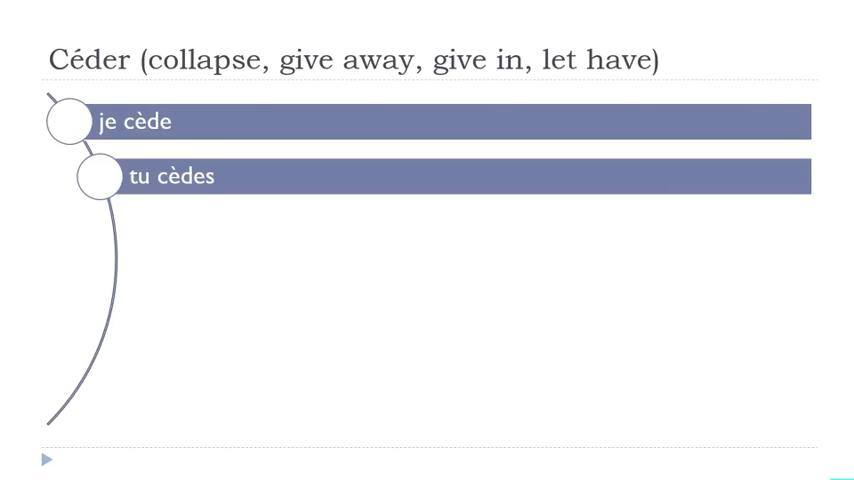 Céder (collapse, give away, give in, let have)
je cède
tu cèdes